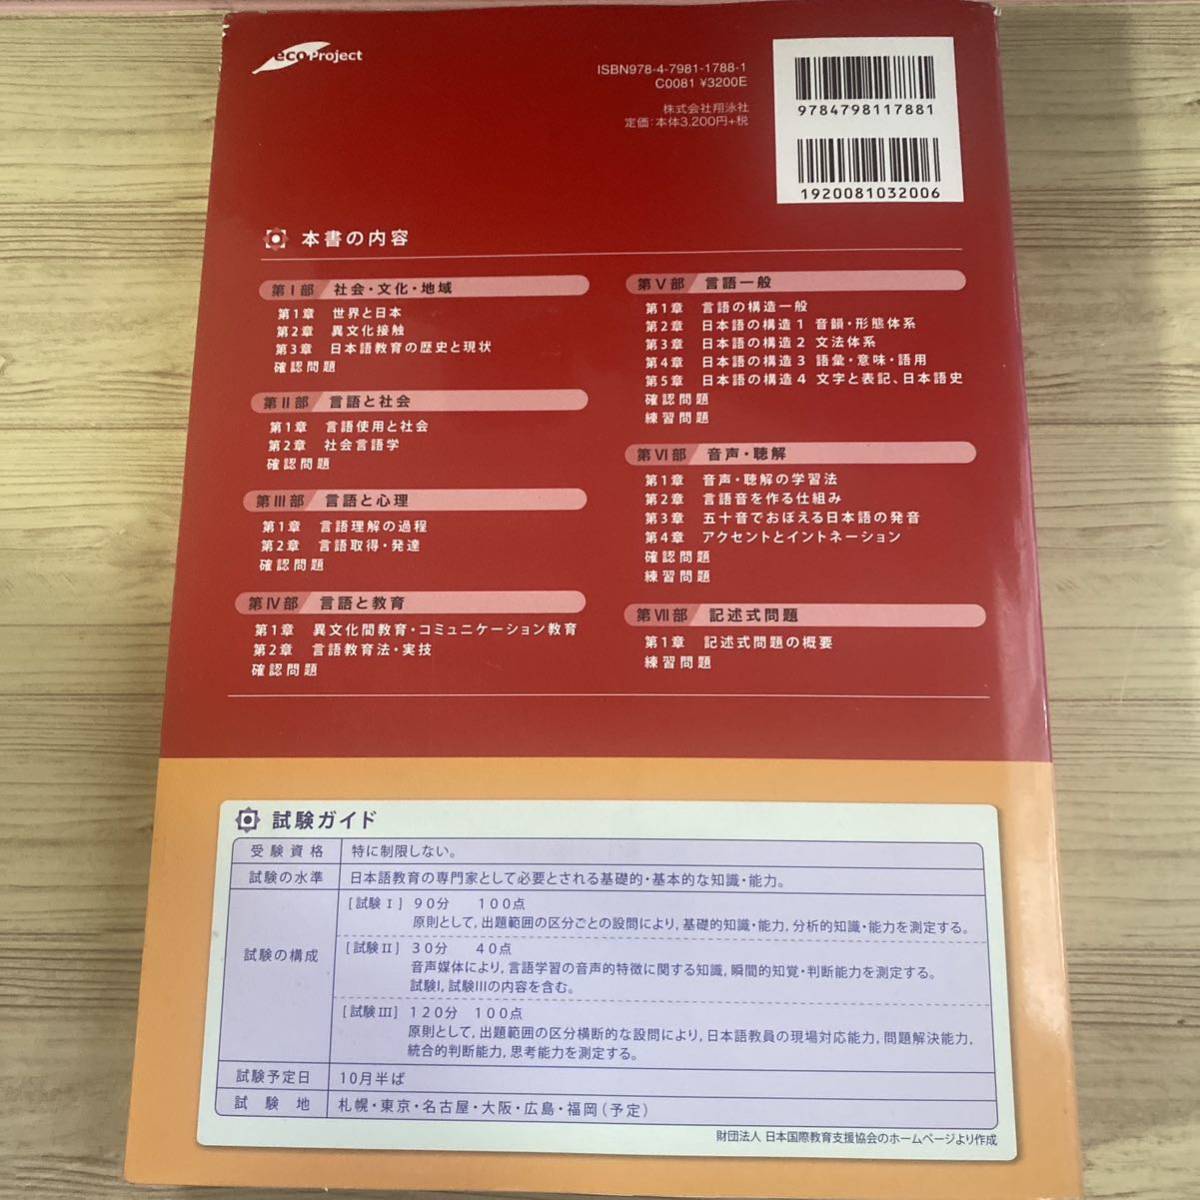 eco Project
ISBN978-4-7981-1788-1
C0081 ¥3200E
株式会社翔泳社
定価:本体3,200円+税
9784798117881
1920081032006
本書の内容
第Ⅰ部 社会・文化・地域
第1章 世界と日本
第2章 異文化接触
第3章 日本語教育の歴史と現状
確認問題
第Ⅱ部 言語と社会
第1章 言語使用と社会
第2章 社会言語学
確認問題
第Ⅲ部 言語と心理
第1章 言語理解の過程
第2章 言語取得・発達
確認問題
第Ⅳ部 言語と教育
第1章 異文化間教育・コミュニケーション教育
第2章 言語教育法・実技
確認問題
第Ⅴ部 言語一般
第1章 言語の構造一般
第2章 日本語の構造1 音韻・形態体系
第3章 日本語の構造2 文法体系
第4章 日本語の構造3 語彙・意味・語用
第5章 日本語の構造4 文字と表記、日本語史
確認問題
練習問題
第Ⅵ部 音声・聴解
第1章 音声・聴解の学習法
第2章 言語音を作る仕組み
第3章 五十音でおぼえる日本語の発音
第4章 アクセントとイントネーション
確認問題
練習問題
第Ⅶ部 記述式問題
第1章 記述式問題の概要
練習問題
試験ガイド
受験資格 特に制限しない。
試験の水準 日本語教育の専門家として必要とされる基礎的・基本的な知識・能力。
試験の構成
[試験Ⅰ] 90分 100点
原則として,出題範囲の区分ごとの設問により,基礎的知識・能力,分析的知識・能力を測定する。
[試験Ⅱ] 30分 40点
音声媒体により,言語学習の音声的特徴に関する知識,瞬間的知覚・判断能力を測定する。
試験I,試験IIIの内容を含む。
[試験Ⅲ] 120分 100点
原則として,出題範囲の区分横断的な設問により,日本語教員の現場対応能力,問題解決能力,
統合的判断能力,思考能力を測定する。
試験予定日 10月半ば
試験地 札幌・東京・名古屋・大阪・広島・福岡(予定)
財団法人 日本国際教育支援協会のホームページより作成